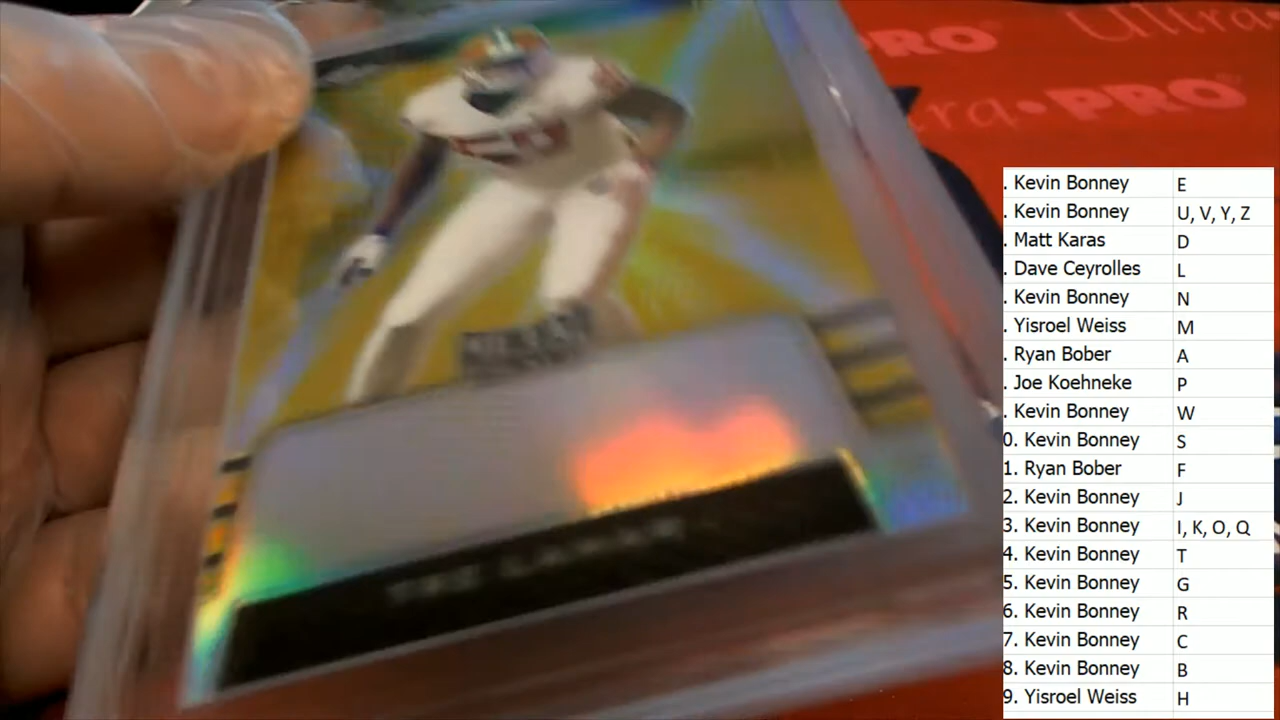 PRO
Ultra
ra•PRO
. Kevin Bonney E
. Kevin Bonney U, V, Y, Z
. Matt Karas D
. Dave Ceyrolles L
. Kevin Bonney N
. Yisroel Weiss M
. Ryan Bober A
. Joe Koehneke P
. Kevin Bonney W
0. Kevin Bonney S
1. Ryan Bober F
2. Kevin Bonney J
3. Kevin Bonney I, K, O, Q
4. Kevin Bonney T
5. Kevin Bonney G
6. Kevin Bonney R
7. Kevin Bonney C
8. Kevin Bonney B
9. Yisroel Weiss H
TRE LAMAR